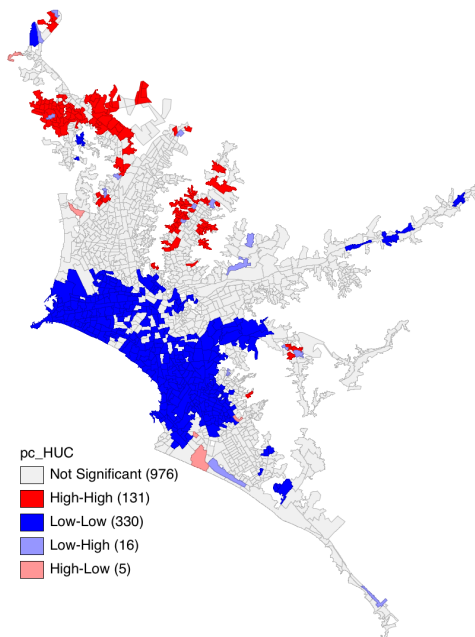 pc_HUC
Not Significant (976)
High-High (131)
Low-Low (330)
Low-High (16)
High-Low (5)